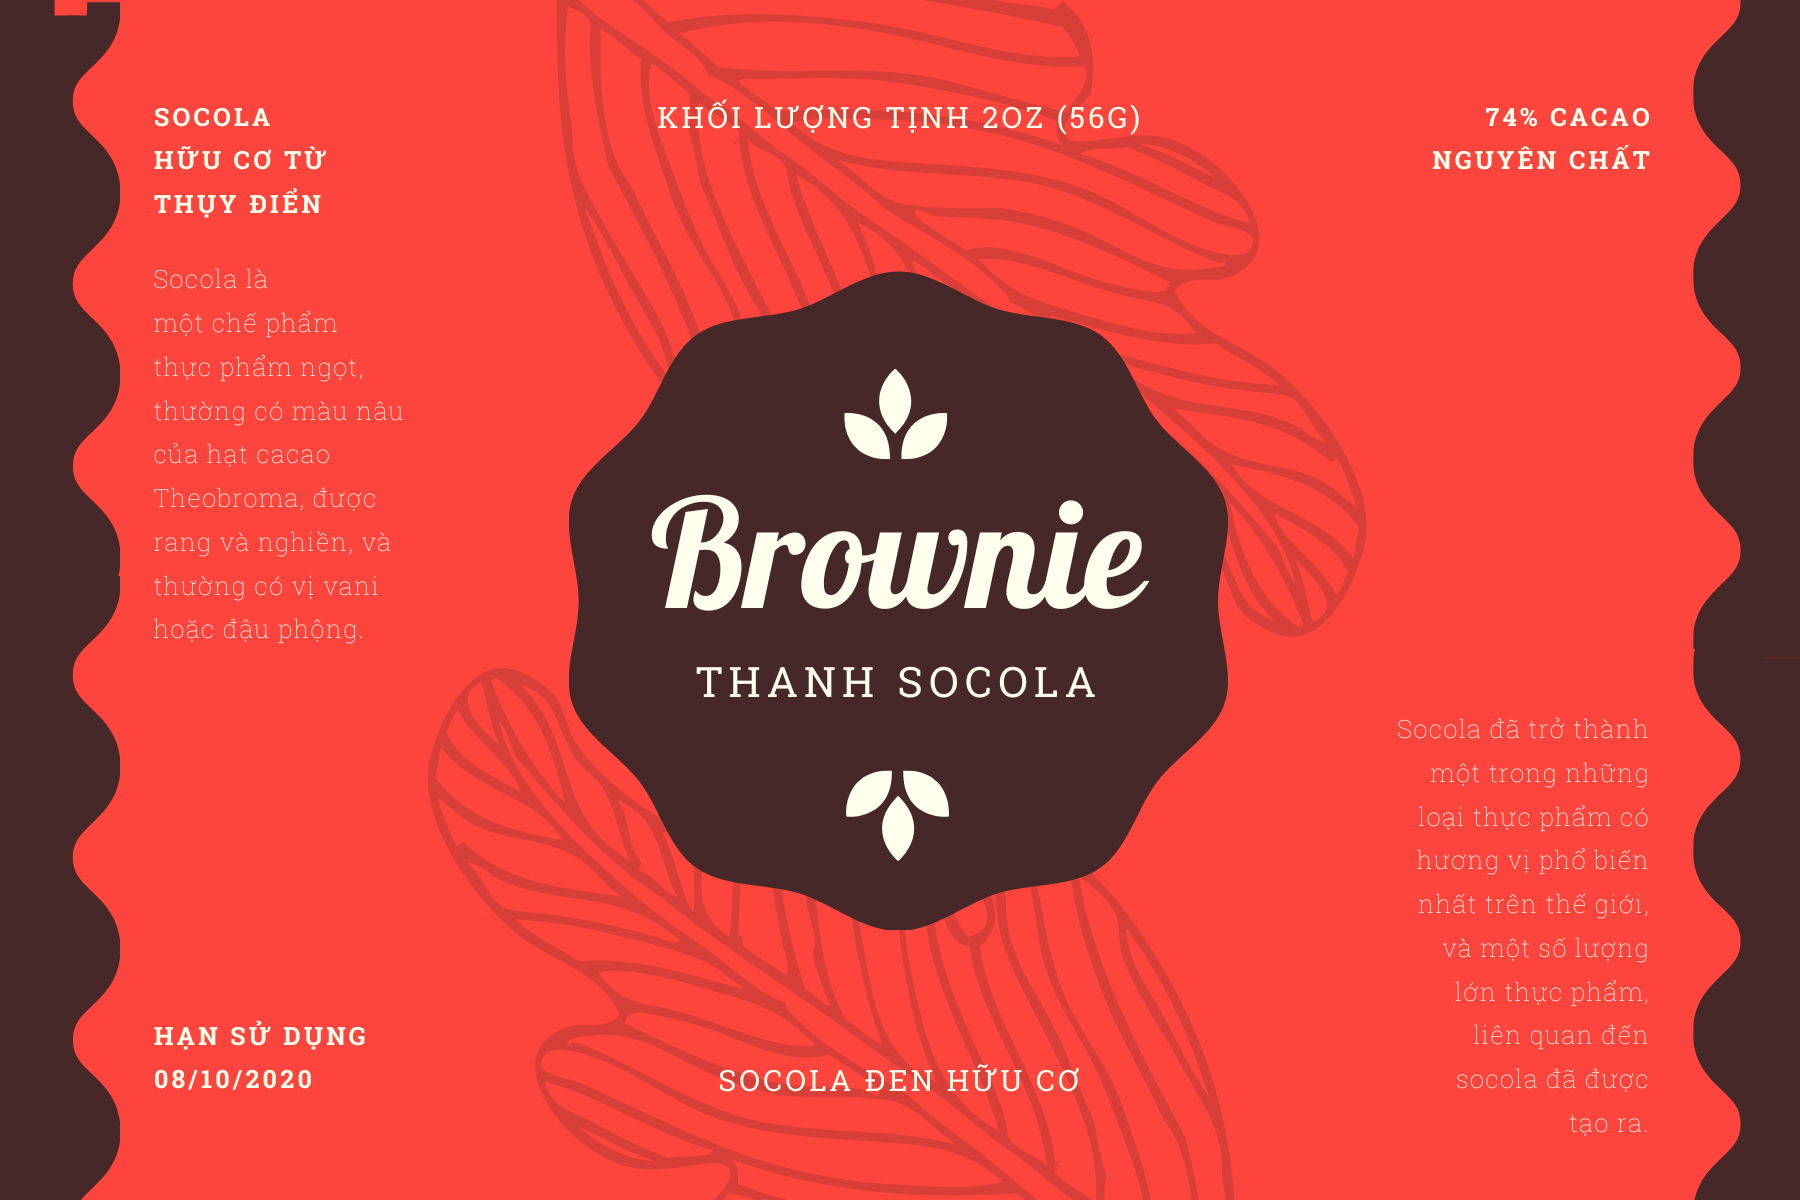 SOCOLA
HỮU CƠ TỪ
THỤY ĐIỂN
Socola là
một chế phẩm
thực phẩm ngọt,
thường có màu nâu
của hạt cacao
Theobroma, được
rang và nghiền, và
thường có vị vani
hoặc đậu phộng.
HẠN SỬ DỤNG
08/10/2020
KHỐI LƯỢNG TỊNH 2OZ (56G)
Brownie
THANH SOCOLA
SOCOLA ĐEN HỮU CƠ
74% CACAO
NGUYÊN CHẤT
Socola đã trở thành
một trong những
loại thực phẩm có
hương vị phổ biến
nhất trên thế giới,
và một số lượng
lớn thực phẩm,
liên quan đến
socola đã được
tạo ra.